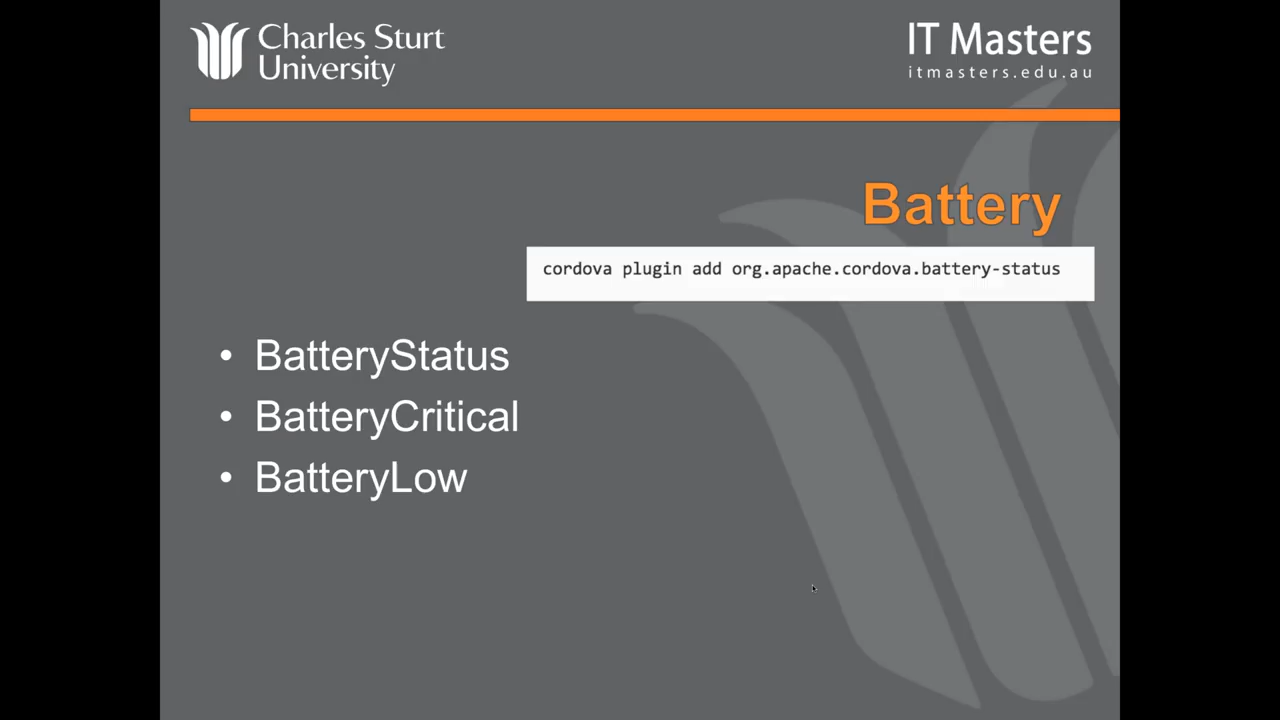 Charles Sturt
University
IT Masters
itmasters.edu.au
Battery
cordova plugin add org.apache.cordova.battery-status
• BatteryStatus
• BatteryCritical
• BatteryLow